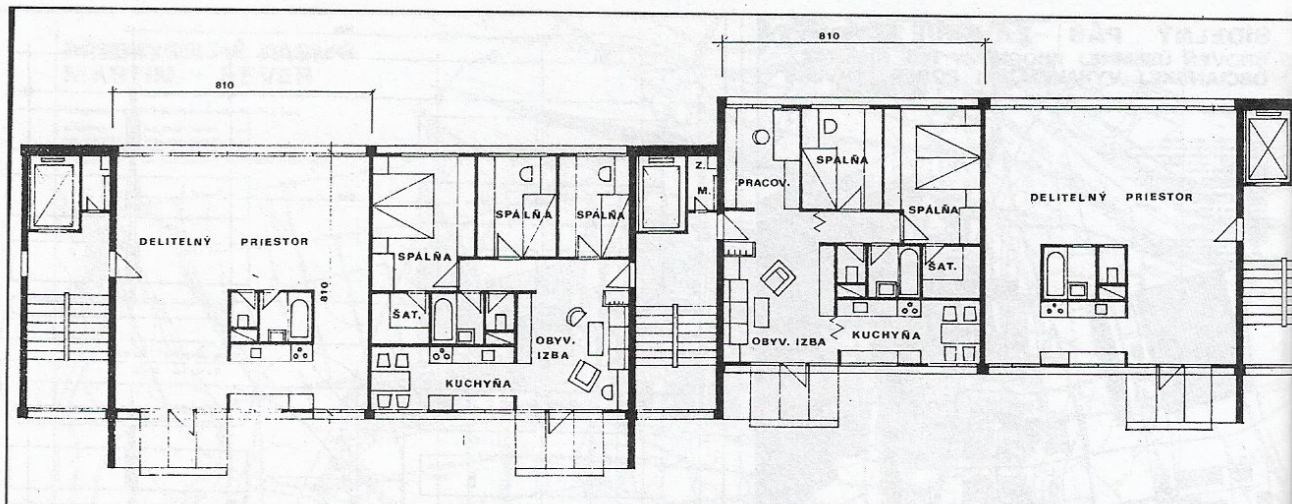 SIDELNÝ PÁS
810
810
DELITELNÝ PRIESTOR
810
SPÁLŇA
SPÁLŇA
SPÁLŇA
ŠAT.
OBYV.
IZBA
KUCHYŇA
Z.
M.
PRACOV.
SPÁLŇA
SPÁLŇA
ŠAT.
OBYV. IZBA
KUCHYŇA
DELITELNÝ PRIESTOR